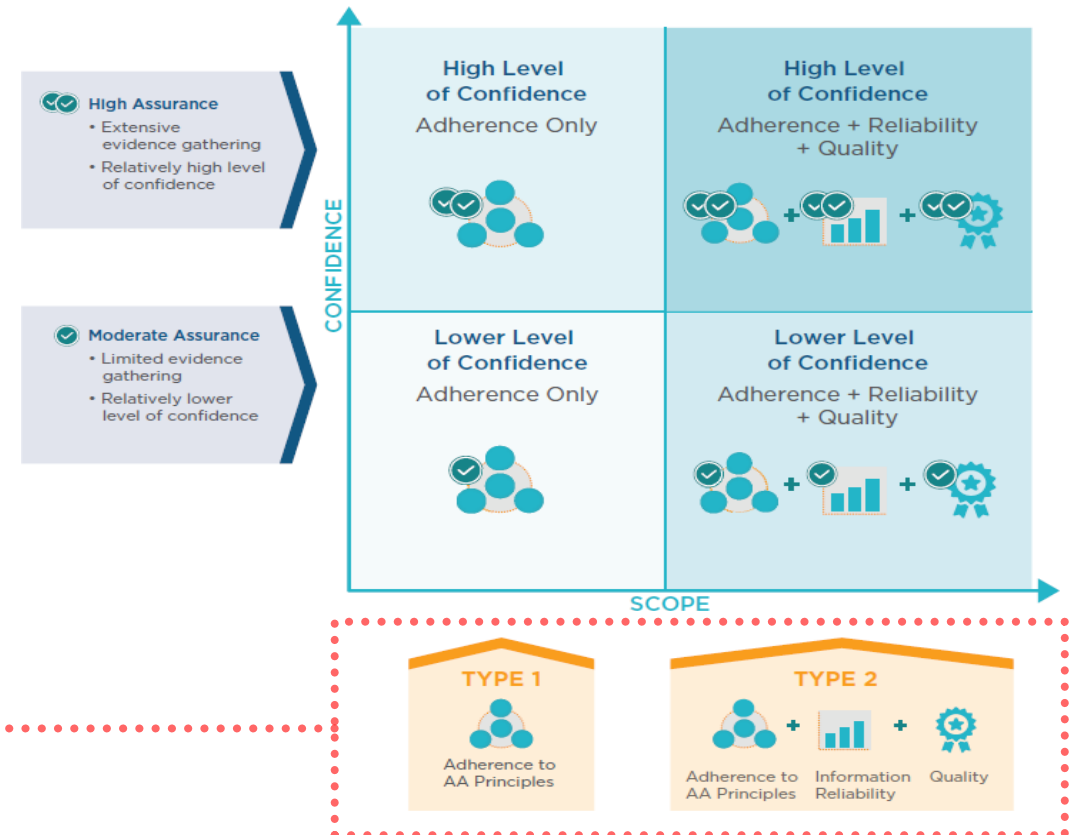 High Assurance
• Extensive
evidence gathering
• Relatively high level
of confidence
Moderate Assurance
• Limited evidence
gathering
• Relatively lower
level of confidence
CONFIDENCE
High Level
of Confidence
Adherence Only
High Level
of Confidence
Adherence + Reliability
+ Quality
+
+
Lower Level
of Confidence
Adherence Only
Lower Level
of Confidence
Adherence + Reliability
+ Quality
+
+
SCOPE
TYPE 1
Adherence to
AA Principles
TYPE 2
+
+
Adherence to
AA Principles
Information
Reliability
Quality